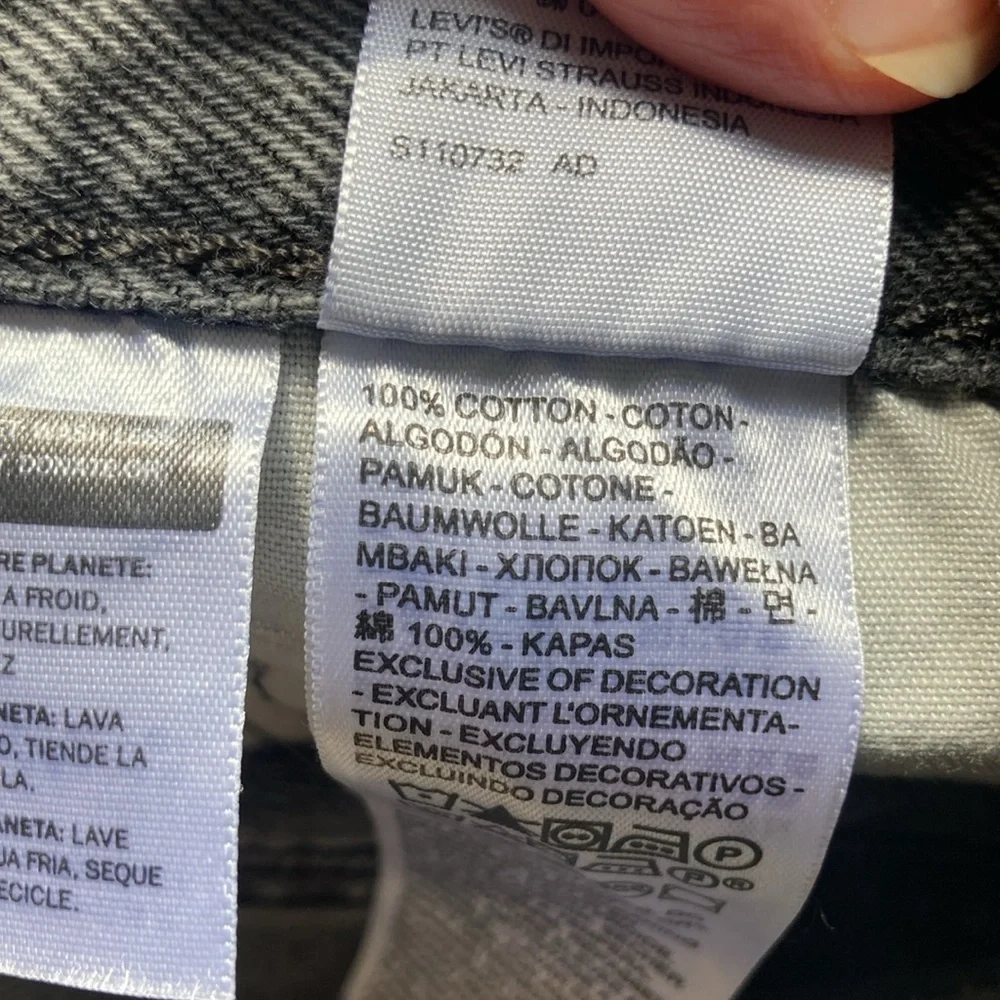 LEVI'S® DI IMPO
PT LEVI STRAUSS
JAKARTA - INDONESIA
S110732 AD
100% COTTON - COTON -
ALGODÓN - ALGODÃO -
PAMUK - COTONE -
BAUMWOLLE - KATOEN - BA
MBAKI - ХЛОПОК - BAWEŁNA
- PAMUT - BAVLNA - 棉 - 면 -
綿 100% - KAPAS
EXCLUSIVE OF DECORATION
- EXCLUANT L'ORNEMENTA-
TION - EXCLUYENDO
ELEMENTOS DECORATIVOS -
EXCLUINDO DECORAÇÃO
P
P ®
RE PLANETE:
A FROID,
URELLEMENT,
Z
NETA: LAVA
O, TIENDE LA
LA.
ANETA: LAVE
UA FRIA, SEQUE
ECICLE.